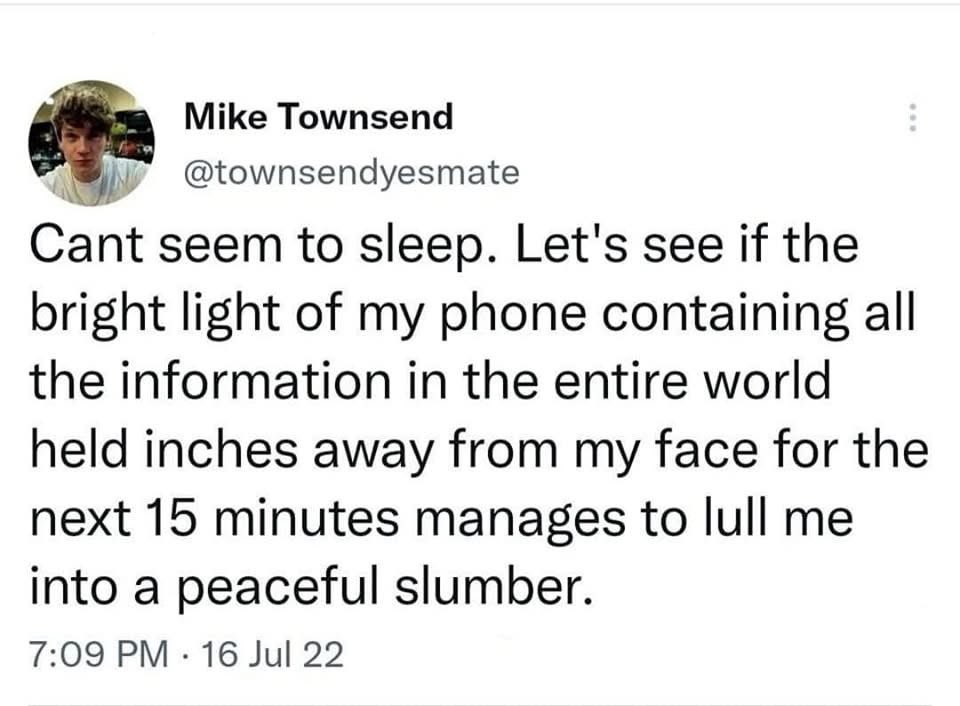 Mike Townsend
@townsendyesmate
Cant seem to sleep. Let's see if the
bright light of my phone containing all
the information in the entire world
held inches away from my face for the
next 15 minutes manages to lull me
into a peaceful slumber.
7:09 PM · 16 Jul 22